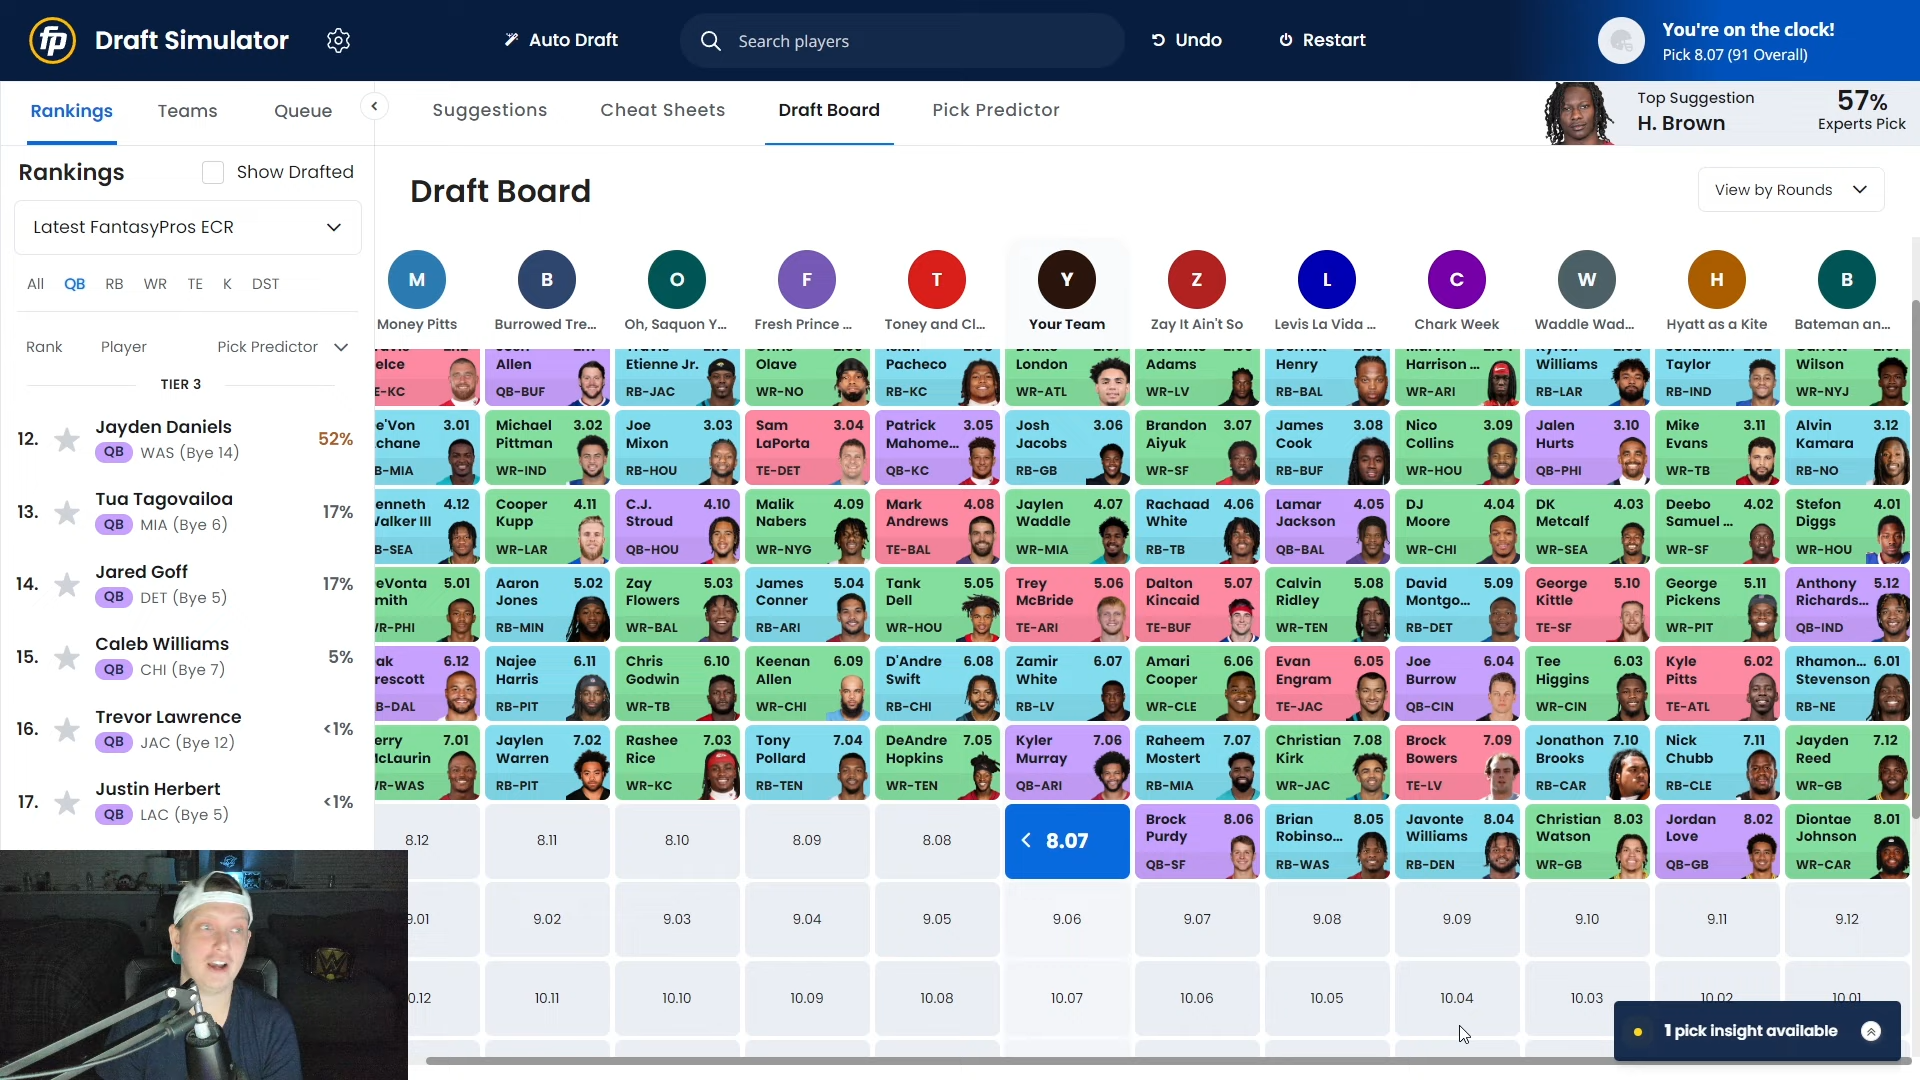 fp Draft Simulator
Auto Draft
Search players
Undo
Restart
You're on the clock!
Pick 8.07 (91 Overall)
Rankings Teams Queue
Suggestions Cheat Sheets Draft Board Pick Predictor
Top Suggestion
H. Brown
57%
Experts Pick
Rankings
Show Drafted
Latest FantasyPros ECR
All QB RB WR TE K DST
Rank Player Pick Predictor
TIER 3
12. Jayden Daniels
QB WAS (Bye 14)
52%
13. Tua Tagovailoa
QB MIA (Bye 6)
17%
14. Jared Goff
QB DET (Bye 5)
17%
15. Caleb Williams
QB CHI (Bye 7)
5%
16. Trevor Lawrence
QB JAC (Bye 12)
<1%
17. Justin Herbert
QB LAC (Bye 5)
<1%
Draft Board
View by Rounds
M B O F T Y Z L C W H B
Money Pitts Burrowed Tre... Oh, Saquon Y... Fresh Prince ... Toney and Cl... Your Team Zay It Ain't So Levis La Vida ... Chark Week Waddle Wad... Hyatt as a Kite Bateman an...
elce Allen Etienne Jr. Olave Pacheco London Adams Henry Harrison ... Williams Taylor Wilson
E-KC QB-BUF RB-JAC WR-NO RB-KC WR-ATL WR-LV RB-BAL WR-ARI RB-LAR RB-IND WR-NYJ
e'Von 3.01 Michael 3.02 Joe 3.03 Sam 3.04 Patrick 3.05 Josh 3.06 Brandon 3.07 James 3.08 Nico 3.09 Jalen 3.10 Mike 3.11 Alvin 3.12
chane Pittman Mixon LaPorta Mahome... Jacobs Aiyuk Cook Collins Hurts Evans Kamara
B-MIA WR-IND RB-HOU TE-DET QB-KC RB-GB WR-SF RB-BUF WR-HOU QB-PHI WR-TB RB-NO
enneth 4.12 Cooper 4.11 C.J. 4.10 Malik 4.09 Mark 4.08 Jaylen 4.07 Rachaad 4.06 Lamar 4.05 DJ 4.04 DK 4.03 Deebo 4.02 Stefon 4.01
Valker III Kupp Stroud Nabers Andrews Waddle White Jackson Moore Metcalf Samuel ... Diggs
B-SEA WR-LAR QB-HOU WR-NYG TE-BAL WR-MIA RB-TB QB-BAL WR-CHI WR-SEA WR-SF WR-HOU
eVonta 5.01 Aaron 5.02 Zay 5.03 James 5.04 Tank 5.05 Trey 5.06 Dalton 5.07 Calvin 5.08 David 5.09 George 5.10 George 5.11 Anthony 5.12
mith Jones Flowers Conner Dell McBride Kincaid Ridley Montgo... Kittle Pickens Richards...
VR-PHI RB-MIN WR-BAL RB-ARI WR-HOU TE-ARI TE-BUF WR-TEN RB-DET TE-SF WR-PIT QB-IND
ak 6.12 Najee 6.11 Chris 6.10 Keenan 6.09 D'Andre 6.08 Zamir 6.07 Amari 6.06 Evan 6.05 Joe 6.04 Tee 6.03 Kyle 6.02 Rhamon... 6.01
rescott Harris Godwin Allen Swift White Cooper Engram Burrow Higgins Pitts Stevenson
B-DAL RB-PIT WR-TB WR-CHI RB-CHI RB-LV WR-CLE TE-JAC QB-CIN WR-CIN TE-ATL RB-NE
erry 7.01 Jaylen 7.02 Rashee 7.03 Tony 7.04 DeAndre 7.05 Kyler 7.06 Raheem 7.07 Christian 7.08 Brock 7.09 Jonathon 7.10 Nick 7.11 Jayden 7.12
1cLaurin Warren Rice Pollard Hopkins Murray Mostert Kirk Bowers Brooks Chubb Reed
WR-WAS RB-PIT WR-KC RB-TEN WR-TEN QB-ARI RB-MIA WR-JAC TE-LV RB-CAR RB-CLE WR-GB
8.12 8.11 8.10 8.09 8.08 8.07 Brock 8.06 Brian 8.05 Javonte 8.04 Christian 8.03 Jordan 8.02 Diontae 8.01
Purdy Robinso... Williams Watson Love Johnson
QB-SF RB-WAS RB-DEN WR-GB QB-GB WR-CAR
9.01 9.02 9.03 9.04 9.05 9.06 9.07 9.08 9.09 9.10 9.11 9.12
0.12 10.11 10.10 10.09 10.08 10.07 10.06 10.05 10.04 10.03 10.02 10.01
1 pick insight available